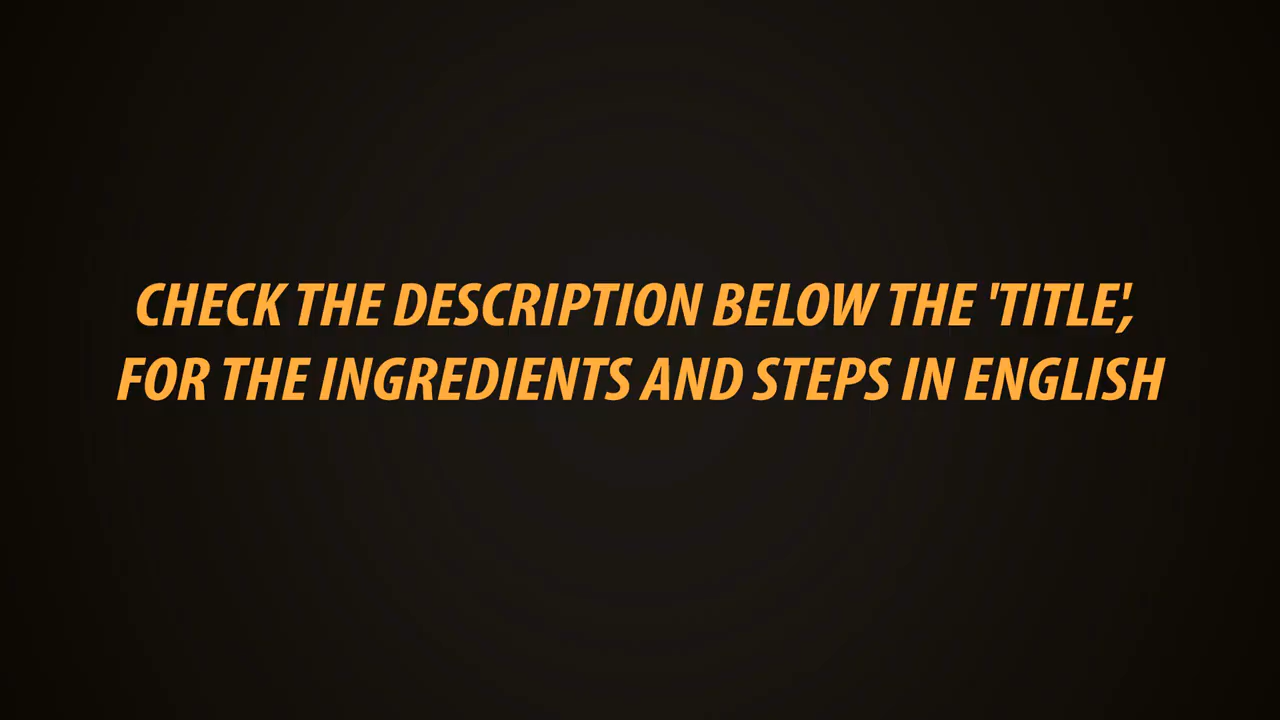 CHECK THE DESCRIPTION BELOW THE 'TITLE',
FOR THE INGREDIENTS AND STEPS IN ENGLISH